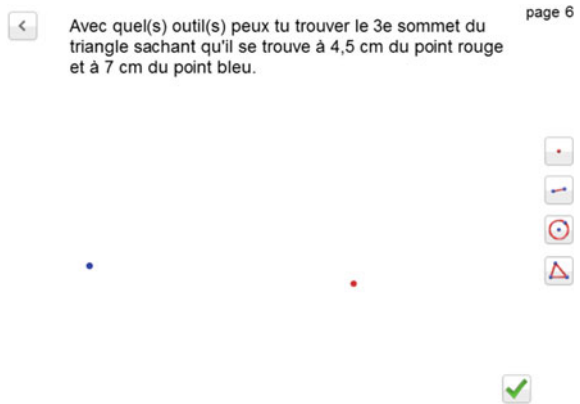 page 6
Avec quel(s) outil(s) peux tu trouver le 3e sommet du
triangle sachant qu'il se trouve à 4,5 cm du point rouge
et à 7 cm du point bleu.